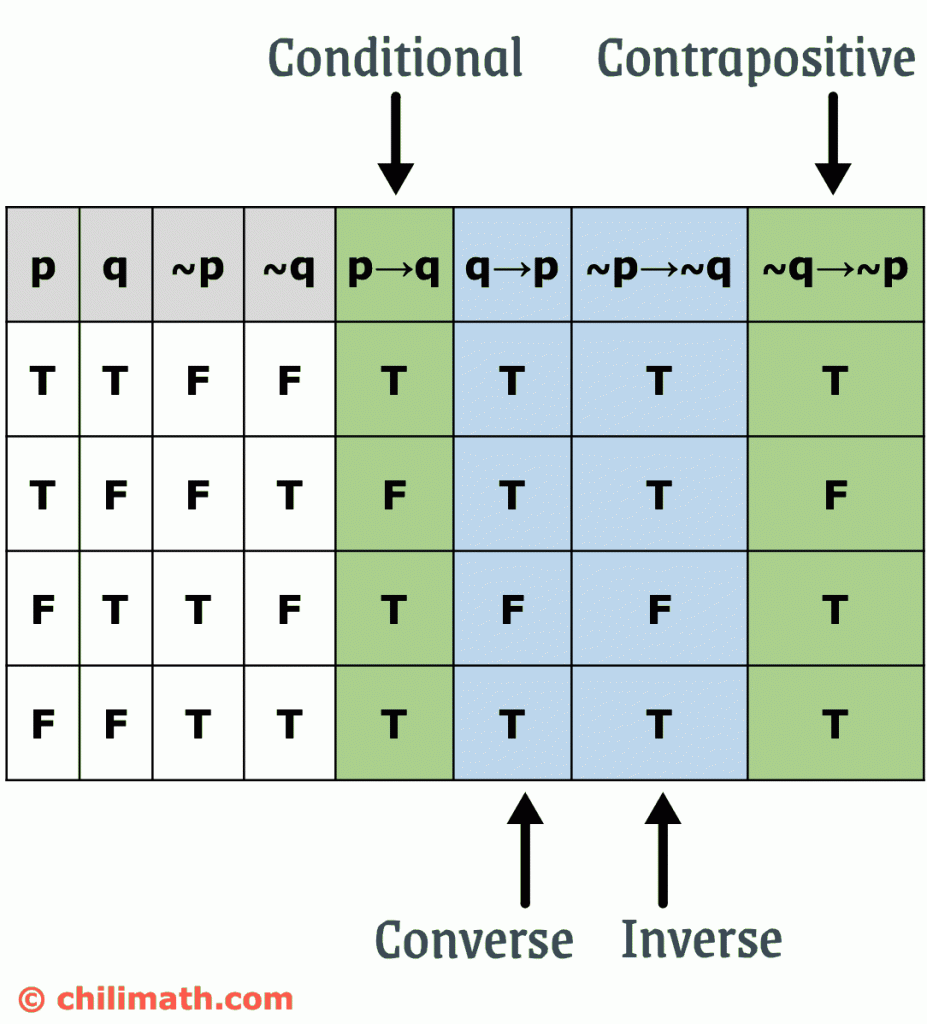 Conditional Contrapositive
p q ~p ~q p→q q→p ~p→~q ~q→~p
T T F F T T T T
T F F T F T T F
F T T F T F F T
F F T T T T T T
Converse Inverse
© chilimath.com